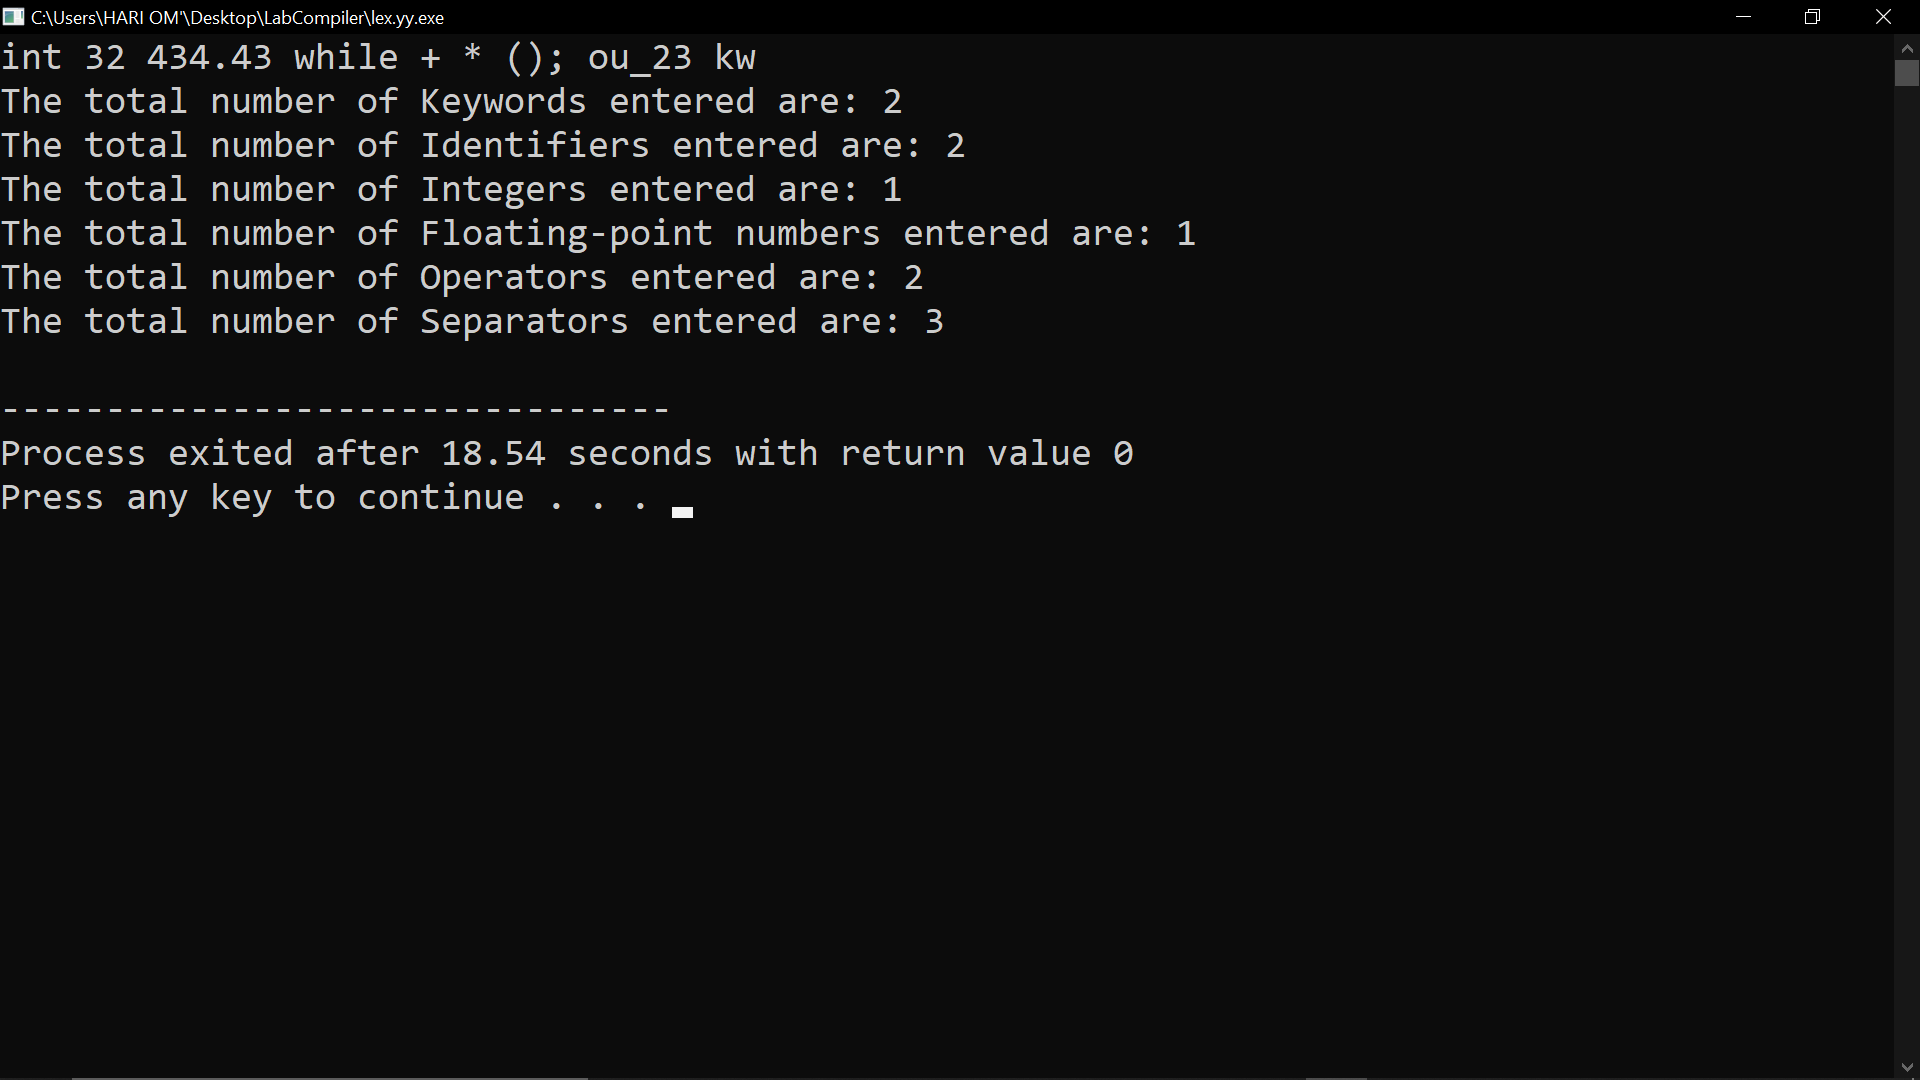 C:\Users\HARI OM'\Desktop\LabCompiler\lex.yy.exe
int 32 434.43 while + * (); ou_23 kw
The total number of Keywords entered are: 2
The total number of Identifiers entered are: 2
The total number of Integers entered are: 1
The total number of Floating-point numbers entered are: 1
The total number of Operators entered are: 2
The total number of Separators entered are: 3
--------------------------------
Process exited after 18.54 seconds with return value 0
Press any key to continue . . .